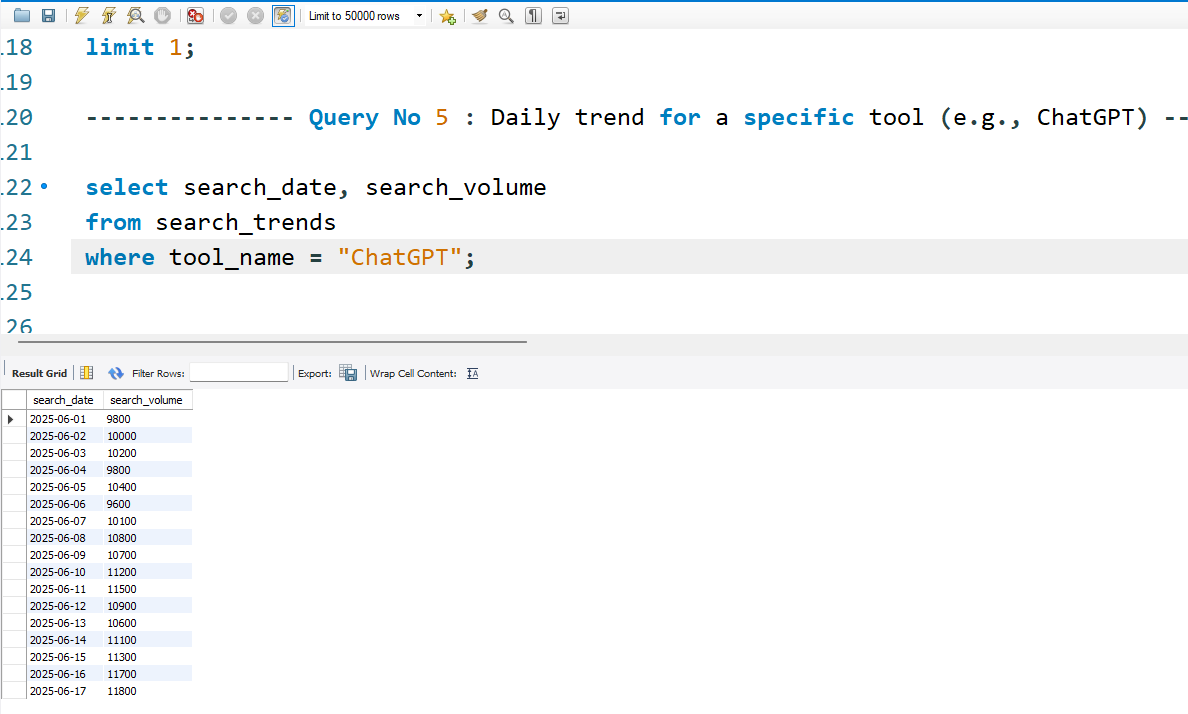 Limit to 50000 rows
.18 limit 1;
.19
.20 --------------- Query No 5 : Daily trend for a specific tool (e.g., ChatGPT) --
.21
.22 select search_date, search_volume
.23 from search_trends
.24 where tool_name = "ChatGPT";
.25
.26
Result Grid Filter Rows: Export: Wrap Cell Content: IA
search_date search_volume
2025-06-01 9800
2025-06-02 10000
2025-06-03 10200
2025-06-04 9800
2025-06-05 10400
2025-06-06 9600
2025-06-07 10100
2025-06-08 10800
2025-06-09 10700
2025-06-10 11200
2025-06-11 11500
2025-06-12 10900
2025-06-13 10600
2025-06-14 11100
2025-06-15 11300
2025-06-16 11700
2025-06-17 11800